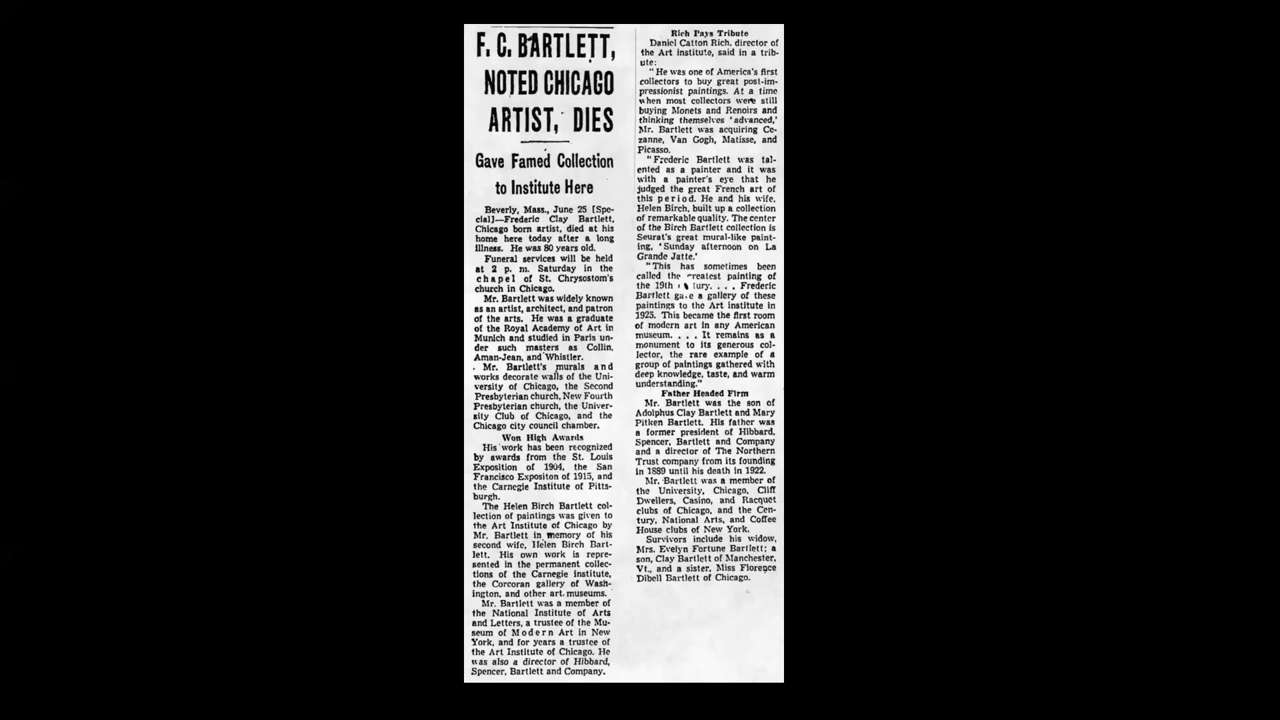 F. C. BARTLETT,
NOTED CHICAGO
ARTIST, DIES
Gave Famed Collection
to Institute Here
Beverly, Mass., June 25 [Spe-
cial]—Frederic Clay Bartlett,
Chicago born artist, died at his
home here today after a long
illness. He was 80 years old.
Funeral services will be held
at 2 p. m. Saturday in the
chapel of St. Chrysostom's
church in Chicago.
Mr. Bartlett was widely known
as an artist, architect, and patron
of the arts. He was a graduate
of the Royal Academy of Art in
Munich and studied in Paris un-
der such masters as Collin,
Aman-Jean, and Whistler.
Mr. Bartlett's murals and
works decorate walls of the Uni-
versity of Chicago, the Second
Presbyterian church, New Fourth
Presbyterian church, the Univer-
sity Club of Chicago, and the
Chicago city council chamber.
Won High Awards
His work has been recognized
by awards from the St. Louis
Exposition of 1904, the San
Francisco Expositon of 1915, and
the Carnegie Institute of Pitts-
burgh.
The Helen Birch Bartlett col-
lection of paintings was given to
the Art Institute of Chicago by
Mr. Bartlett in memory of his
second wife, Helen Birch Bart-
lett. His own work is repre-
sented in the permanent collec-
tions of the Carnegie institute,
the Corcoran gallery of Wash-
ington, and other art museums.
Mr. Bartlett was a member of
the National Institute of Arts
and Letters, a trustee of the Mu-
seum of Modern Art in New
York, and for years a trustee of
the Art Institute of Chicago. He
was also a director of Hibbard,
Spencer, Bartlett and Company.
Rich Pays Tribute
Daniel Catton Rich, director of
the Art institute, said in a trib-
ute:
"He was one of America's first
collectors to buy great post-im-
pressionist paintings. At a time
when most collectors were still
buying Monets and Renoirs and
thinking themselves 'advanced,'
Mr. Bartlett was acquiring Ce-
zanne, Van Gogh, Matisse, and
Picasso.
"Frederic Bartlett was tal-
ented as a painter and it was
with a painter's eye that he
judged the great French art of
this period. He and his wife,
Helen Birch, built up a collection
of remarkable quality. The center
of the Birch Bartlett collection is
Seurat's great mural-like paint-
ing, 'Sunday afternoon on La
Grande Jatte.'
"This has sometimes been
called the greatest painting of
the 19th . . . . Frederic
Bartlett gave a gallery of these
paintings to the Art institute in
1925. This became the first room
of modern art in any American
museum. . . . It remains as a
monument to its generous col-
lector, the rare example of a
group of paintings gathered with
deep knowledge, taste, and warm
understanding."
Father Headed Firm
Mr. Bartlett was the son of
Adolphus Clay Bartlett and Mary
Pitken Bartlett. His father was
a former president of Hibbard,
Spencer, Bartlett and Company
and a director of The Northern
Trust company from its founding
in 1889 until his death in 1922.
Mr. Bartlett was a member of
the University, Chicago, Cliff
Dwellers, Casino, and Racquet
clubs of Chicago, and the Cen-
tury, National Arts, and Coffee
House clubs of New York.
Survivors include his widow,
Mrs. Evelyn Fortune Bartlett; a
son, Clay Bartlett of Manchester,
Vt., and a sister, Miss Florence
Dibell Bartlett of Chicago.